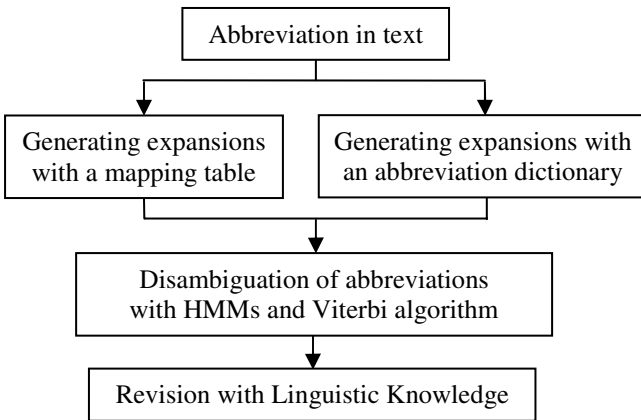 Abbreviation in text
Generating expansions
with a mapping table
Generating expansions with
an abbreviation dictionary
Disambiguation of abbreviations
with HMMs and Viterbi algorithm
Revision with Linguistic Knowledge